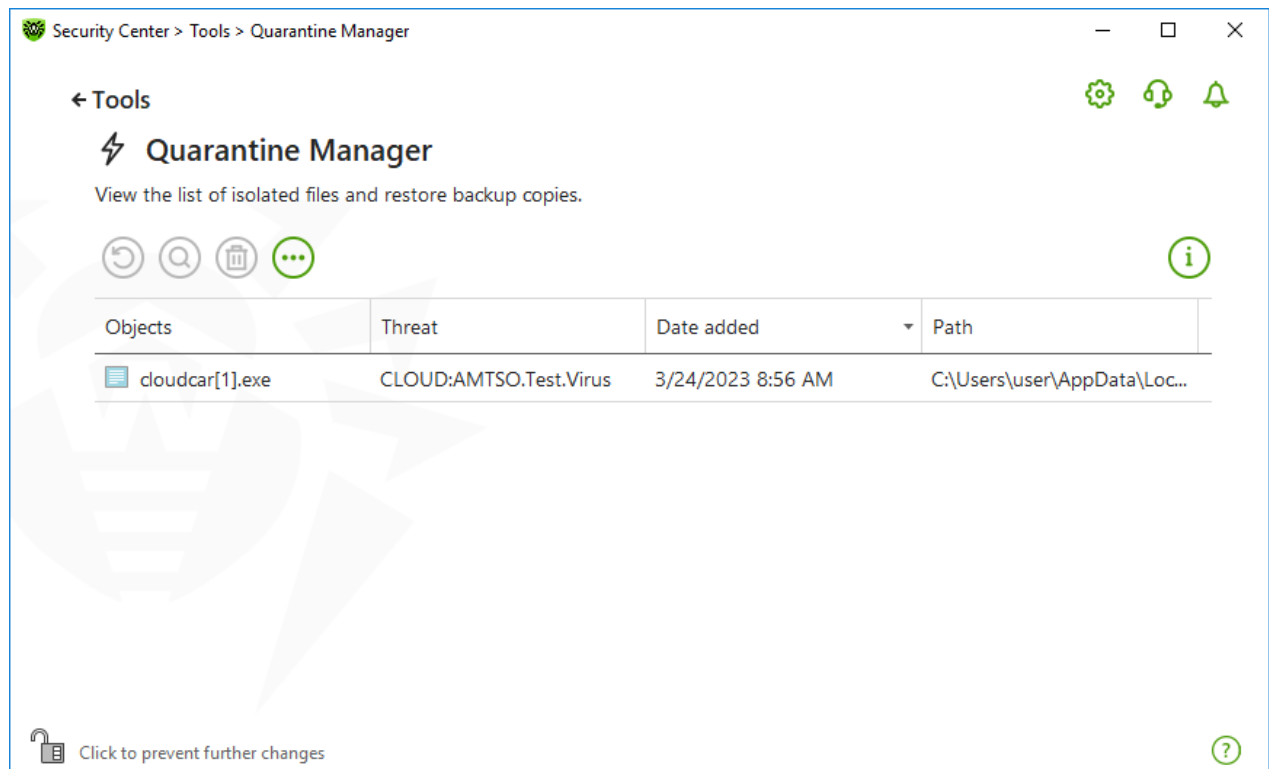 Security Center > Tools > Quarantine Manager
Tools
Quarantine Manager
View the list of isolated files and restore backup copies.
Objects Threat Date added Path
cloudcar[1].exe CLOUD:AMTSO.Test.Virus 3/24/2023 8:56 AM C:\Users\user\AppData\Loc...
Click to prevent further changes